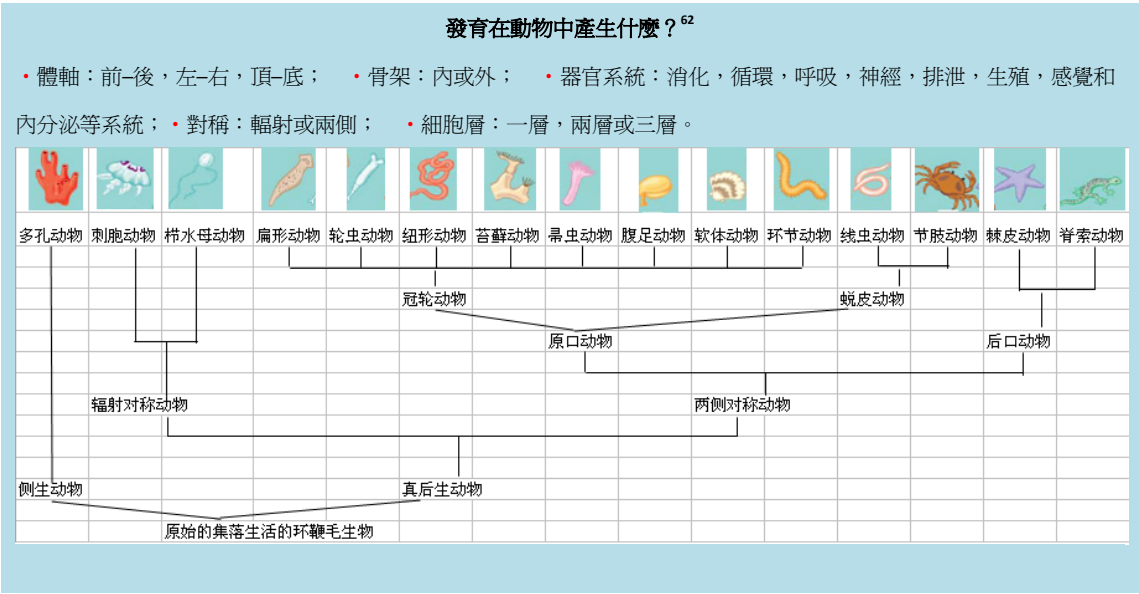 發育在動物中產生什麼？62
•體軸：前–後，左–右，頂–底； •骨架：內或外； •器官系統：消化，循環，呼吸，神經，排泄，生殖，感覺和
內分泌等系統；•對稱：輻射或兩側； •細胞層：一層，兩層或三層。
多孔动物 刺胞动物 栉水母动物 扁形动物 轮虫动物 纽形动物 苔藓动物 帚虫动物 腹足动物 软体动物 环节动物 线虫动物 节肢动物 棘皮动物 脊索动物
冠轮动物 蜕皮动物
原口动物 后口动物
辐射对称动物 两侧对称动物
侧生动物 真后生动物
原始的集落生活的环鞭毛生物